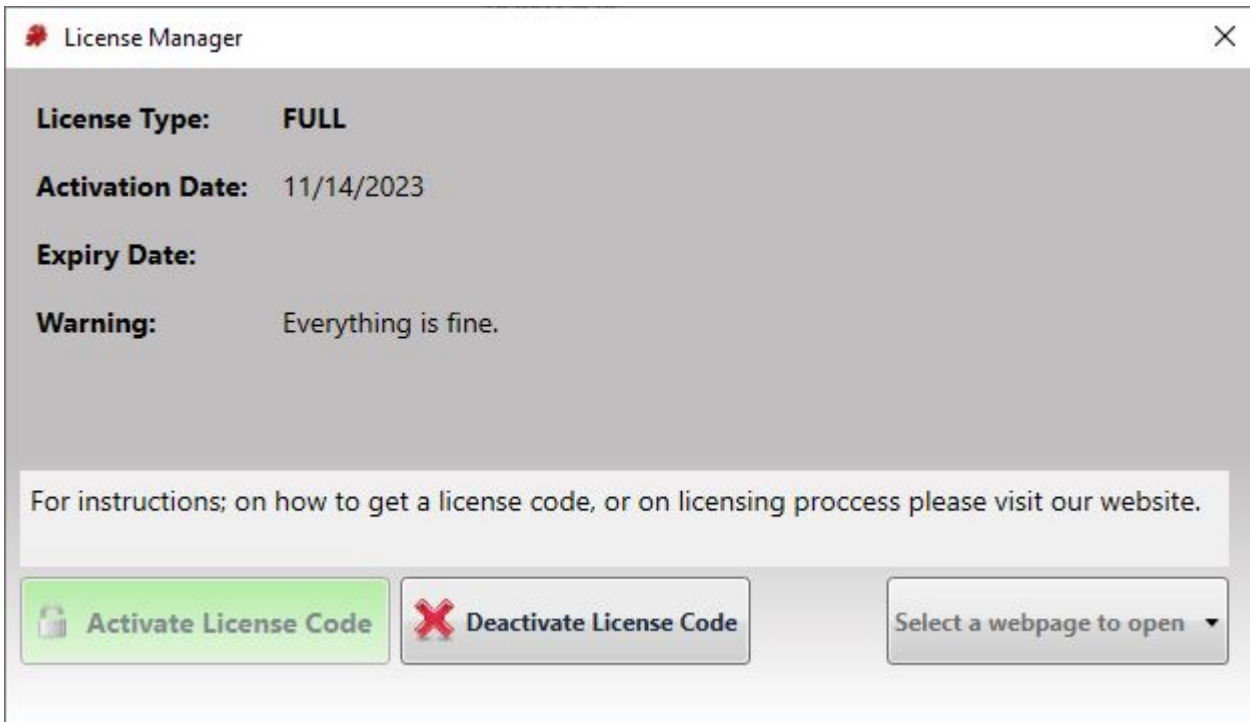 License Manager
License Type: FULL
Activation Date: 11/14/2023
Expiry Date:
Warning: Everything is fine.
For instructions; on how to get a license code, or on licensing proccess please visit our website.
Activate License Code Deactivate License Code Select a webpage to open